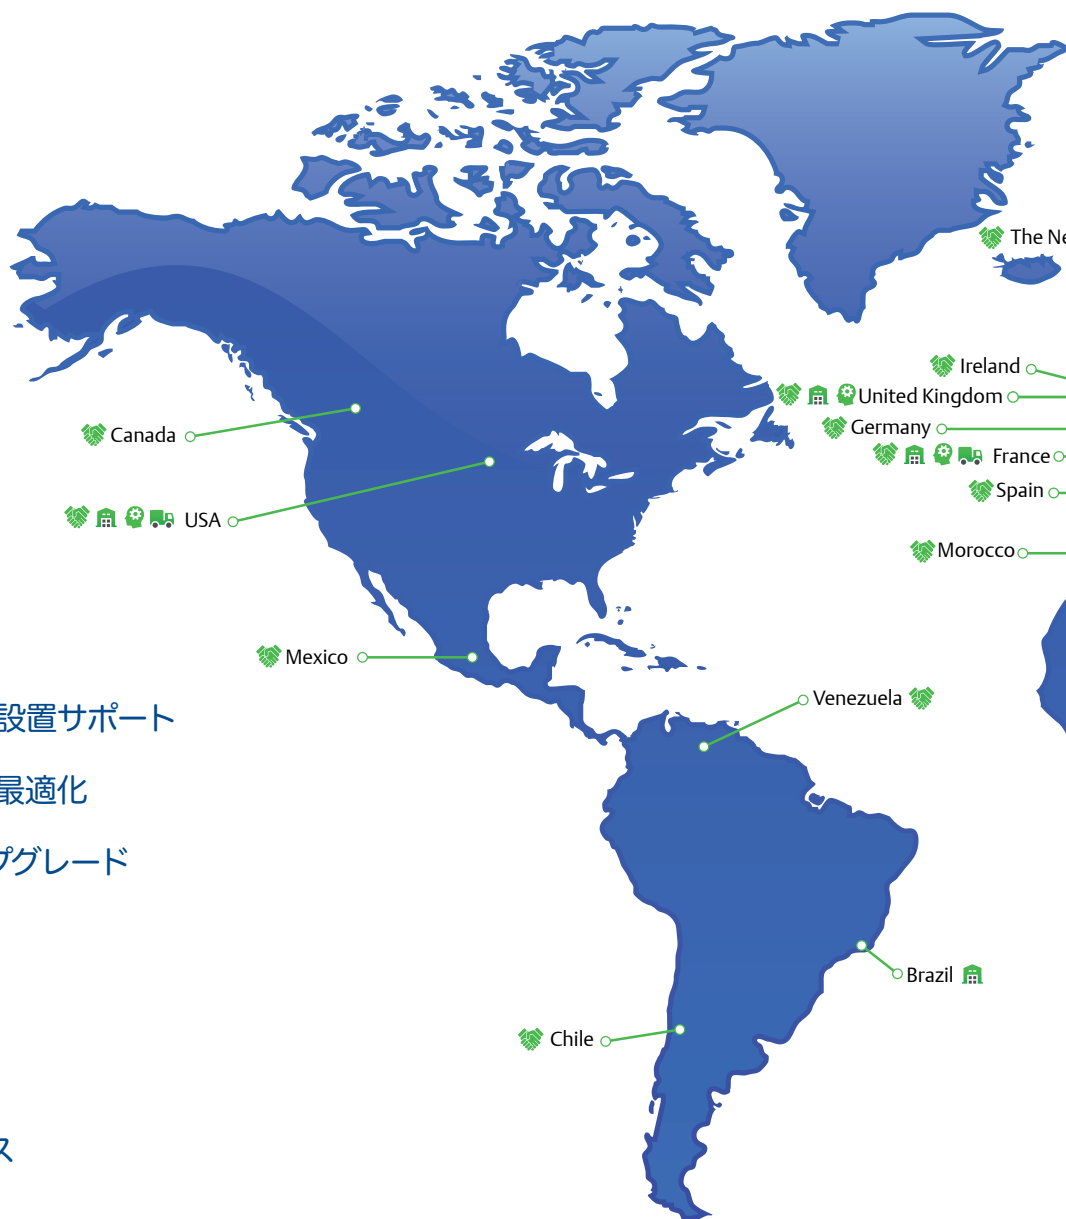 The Ne
Ireland
United Kingdom
Germany
France
Spain
Morocco
Canada
USA
Mexico
Venezuela
Brazil
Chile
設置サポート
最適化
プグレード
ス